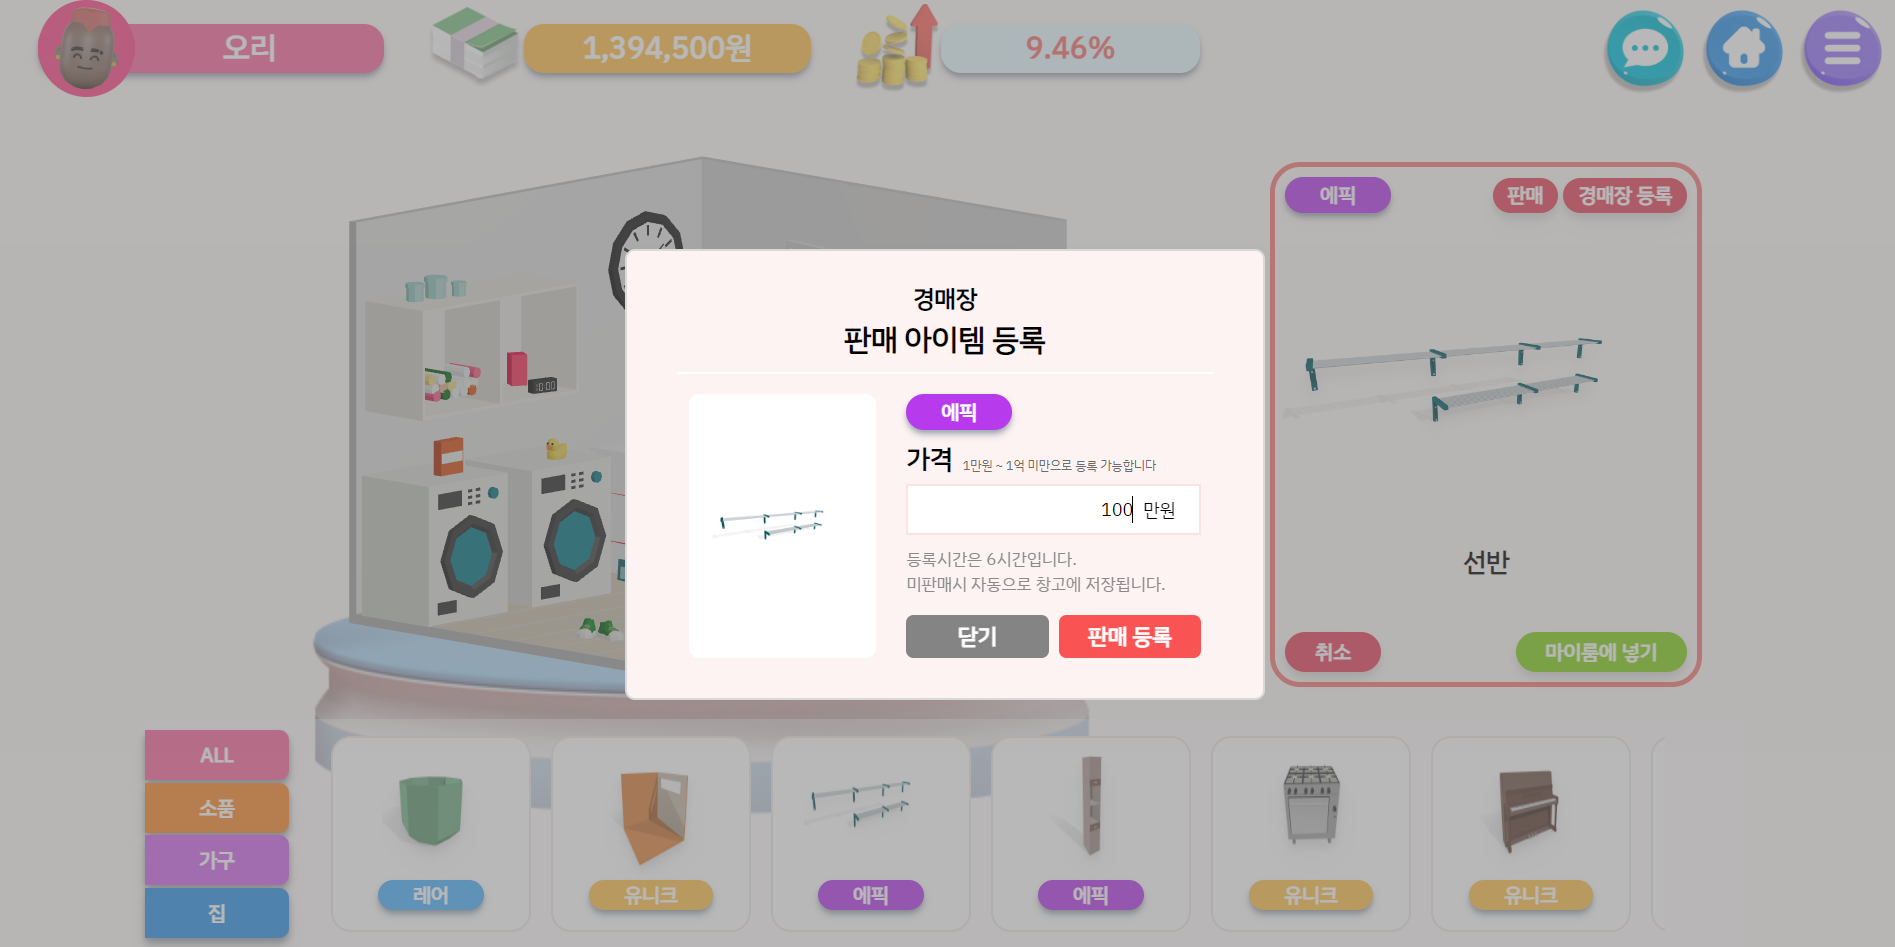 오리
1,394,500원
9.46%
에픽
판매
경매장 등록
경매장
판매 아이템 등록
에픽
가격 1만원 ~ 1억 미만으로 등록 가능합니다
100 만원
등록시간은 6시간입니다.
미판매시 자동으로 창고에 저장됩니다.
닫기
판매 등록
선반
취소
마이룸에 넣기
ALL
소품
가구
집
레어
유니크
에픽
에픽
유니크
유니크